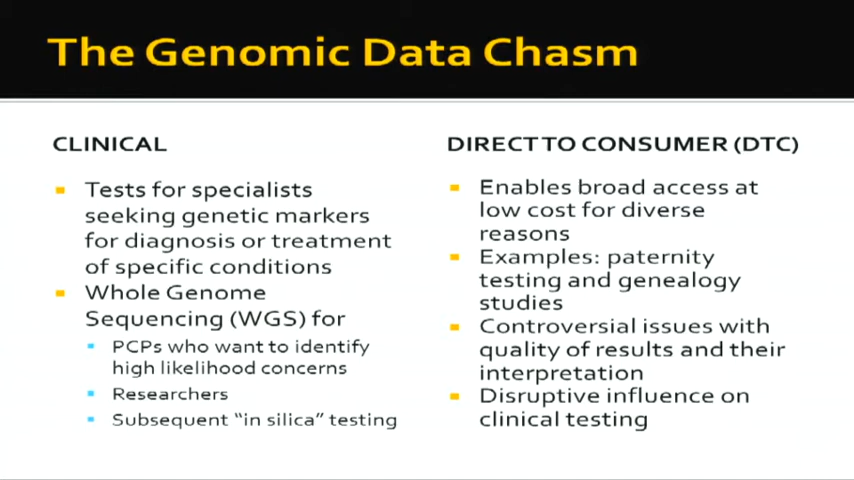 The Genomic Data Chasm
CLINICAL
Tests for specialists
seeking genetic markers
for diagnosis or treatment
of specific conditions
Whole Genome
Sequencing (WGS) for
PCPs who want to identify
high likelihood concerns
Researchers
Subsequent “in silica” testing
DIRECT TO CONSUMER (DTC)
Enables broad access at
low cost for diverse
reasons
Examples: paternity
testing and genealogy
studies
Controversial issues with
quality of results and their
interpretation
Disruptive influence on
clinical testing